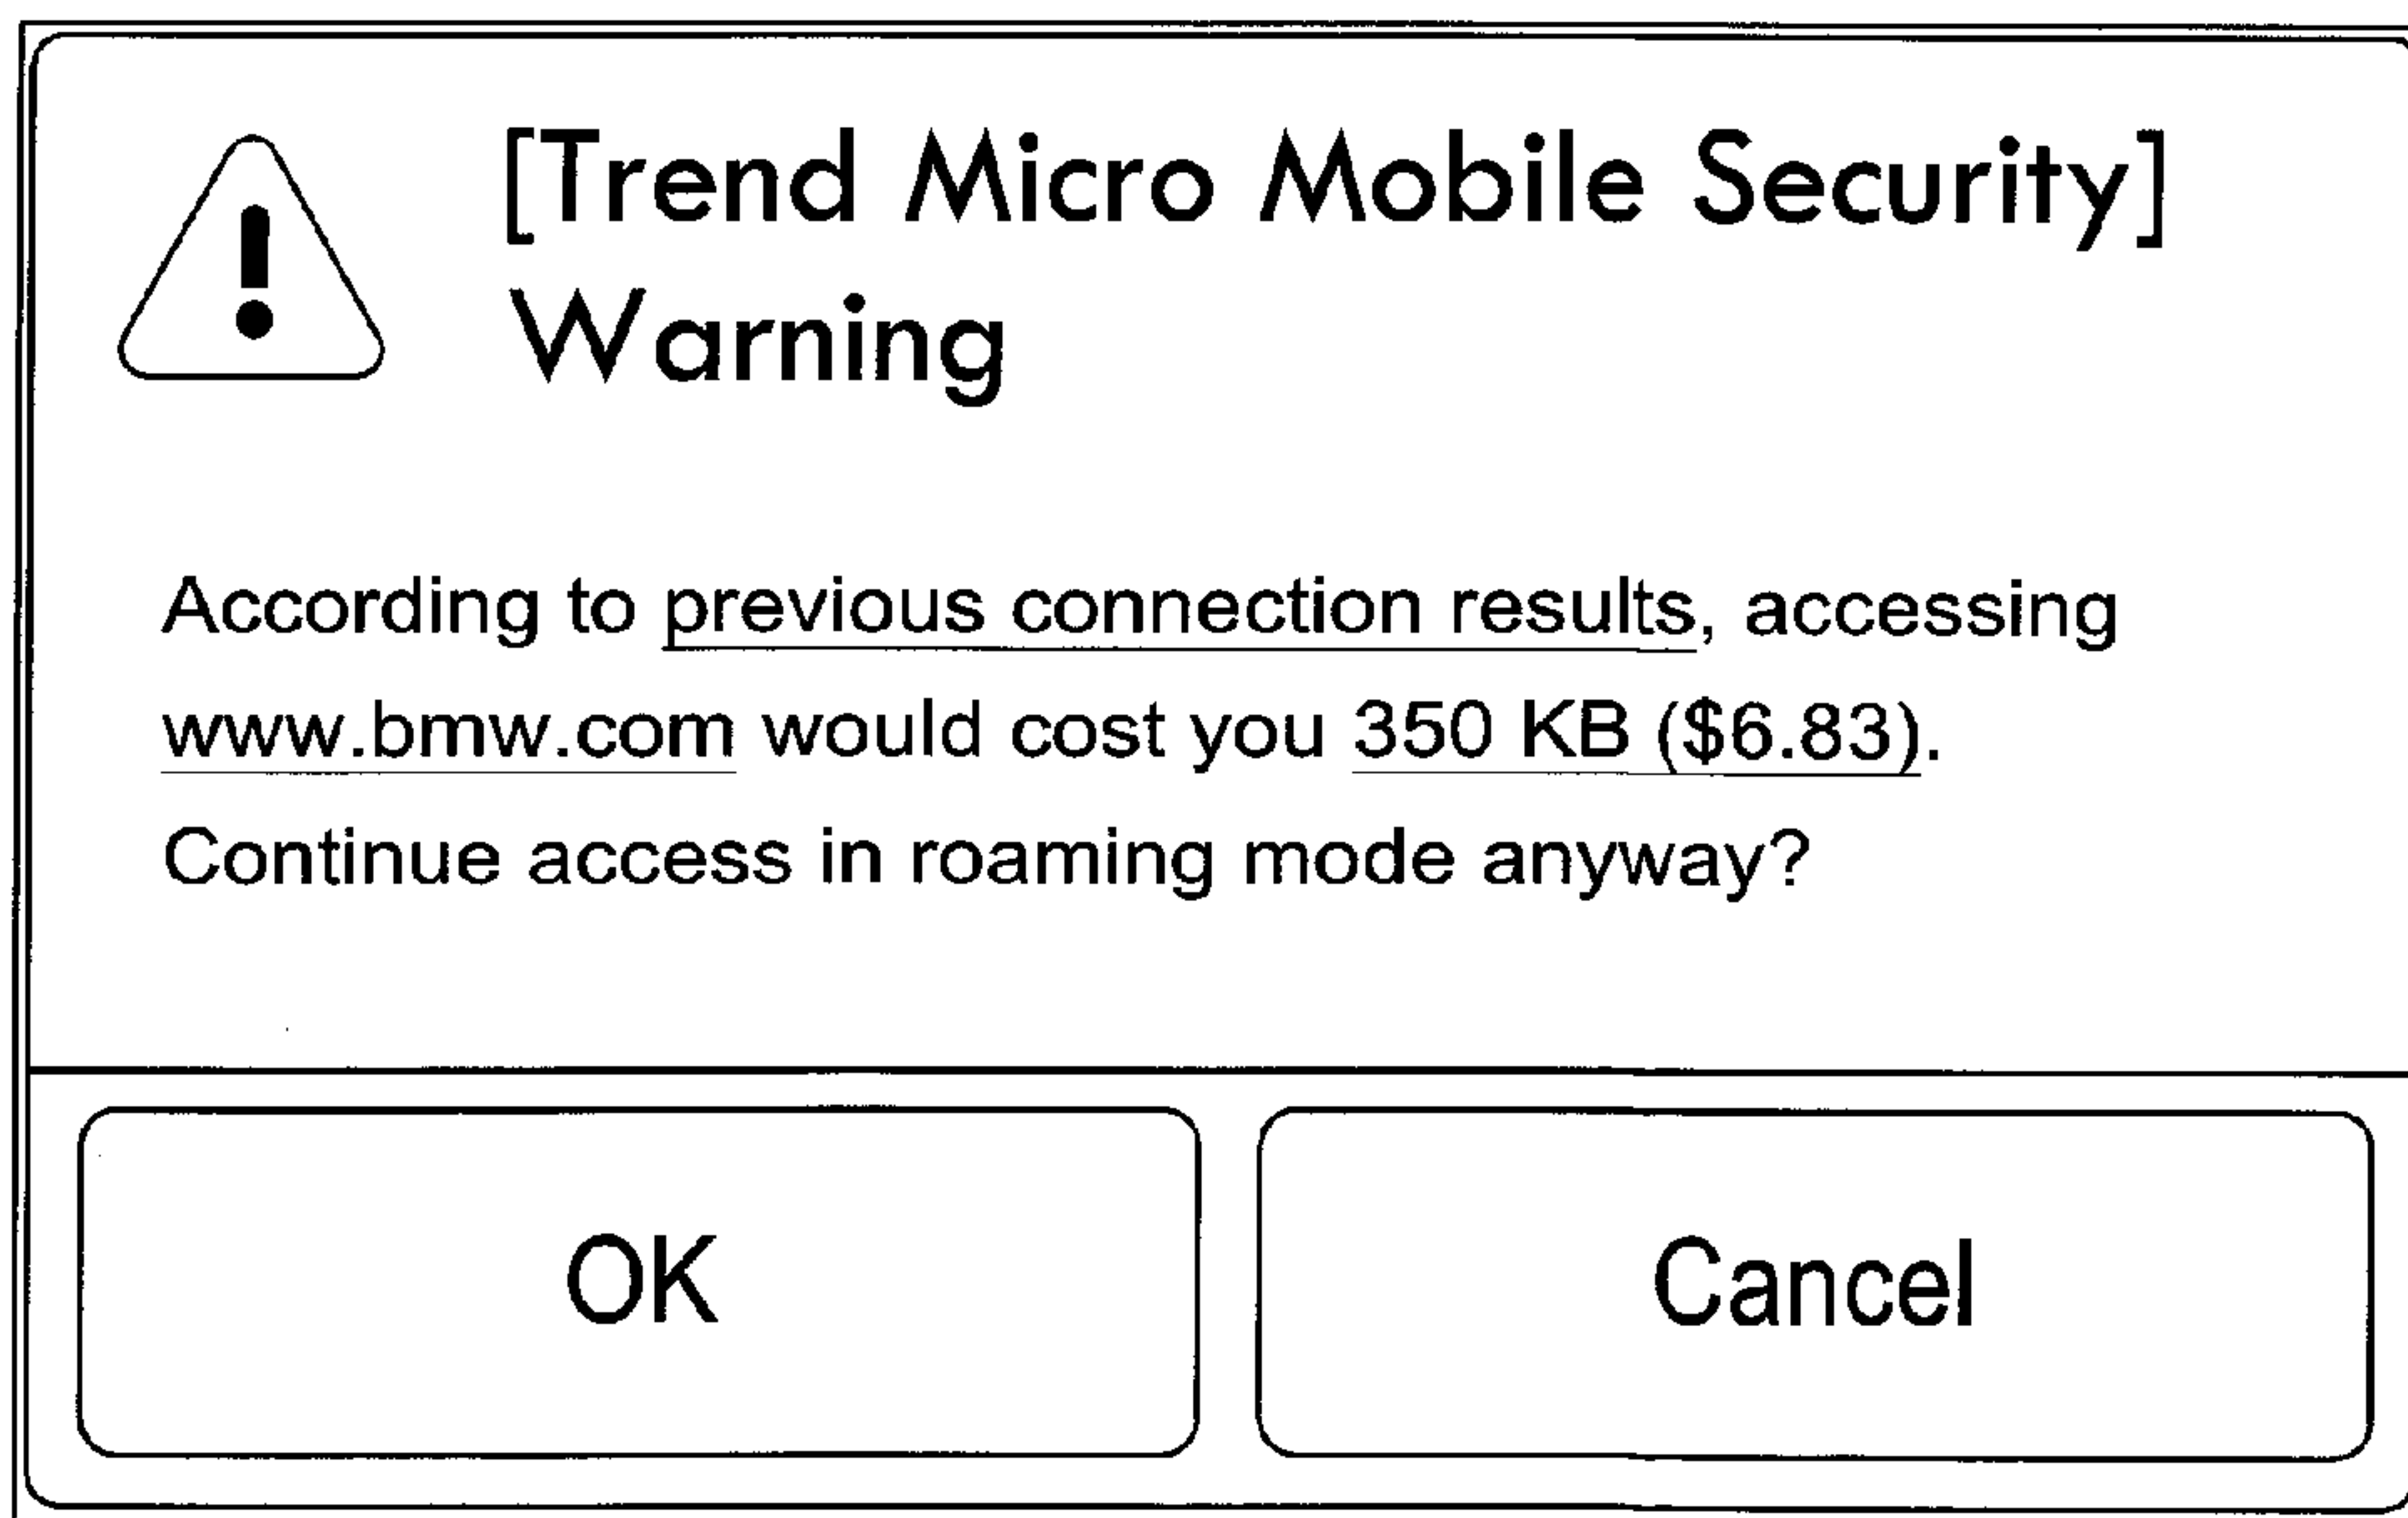 [Trend Micro Mobile Security]
Warning
According to previous connection results, accessing
www.bmw.com would cost you 350 KB ($6.83).
Continue access in roaming mode anyway?
OK
Cancel